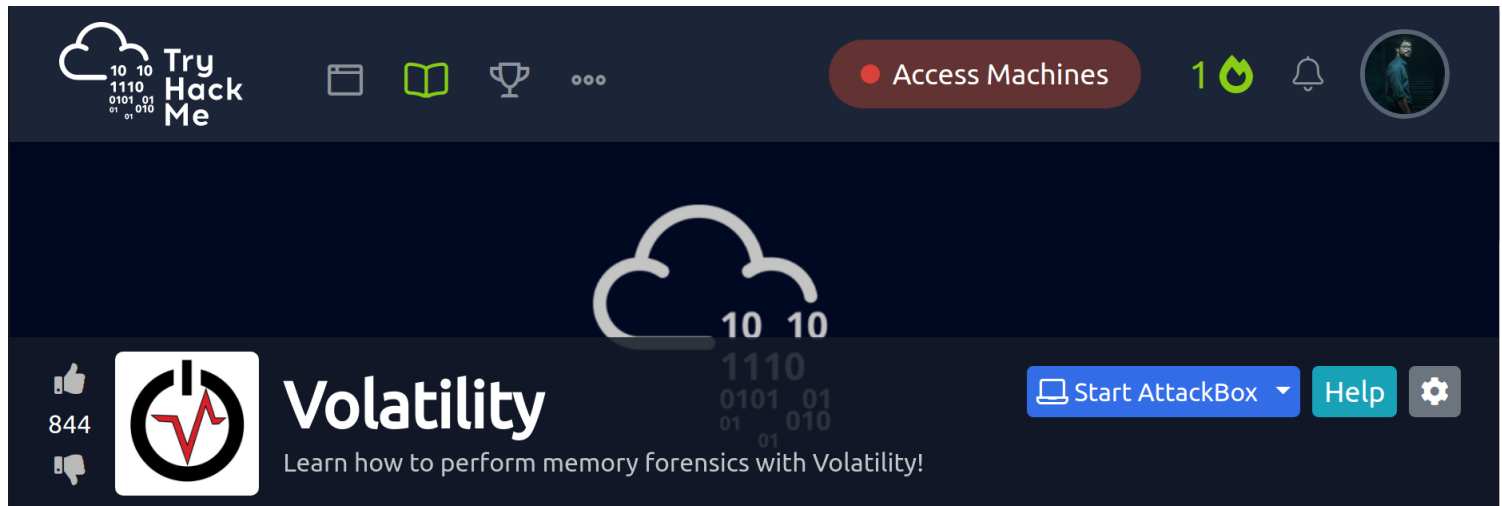 Try
Hack
Me
10 10
1110
0101 01
01 010
01
Access Machines
1
10 10
1110
0101 01
01 010
01
844
Volatility
Learn how to perform memory forensics with Volatility!
Start AttackBox
Help